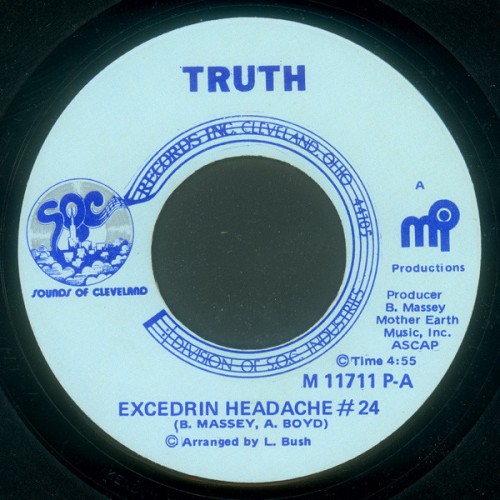 TRUTH
RECORDS INC. CLEVELAND, OHIO 44105
A DIVISION OF S.O.C. INDUSTRIES
SOC
SOUNDS OF CLEVELAND
A
mp
Productions
Producer
B. Massey
Mother Earth
Music, Inc.
ASCAP
©Time 4:55
M 11711 P-A
EXCEDRIN HEADACHE #24
(B. MASSEY, A. BOYD)
© Arranged by L. Bush